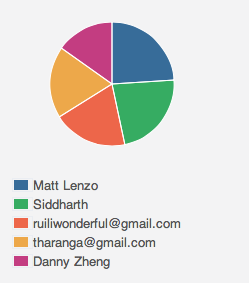 Matt Lenzo
Siddharth
ruiliwonderful@gmail.com
tharanga@gmail.com
Danny Zheng